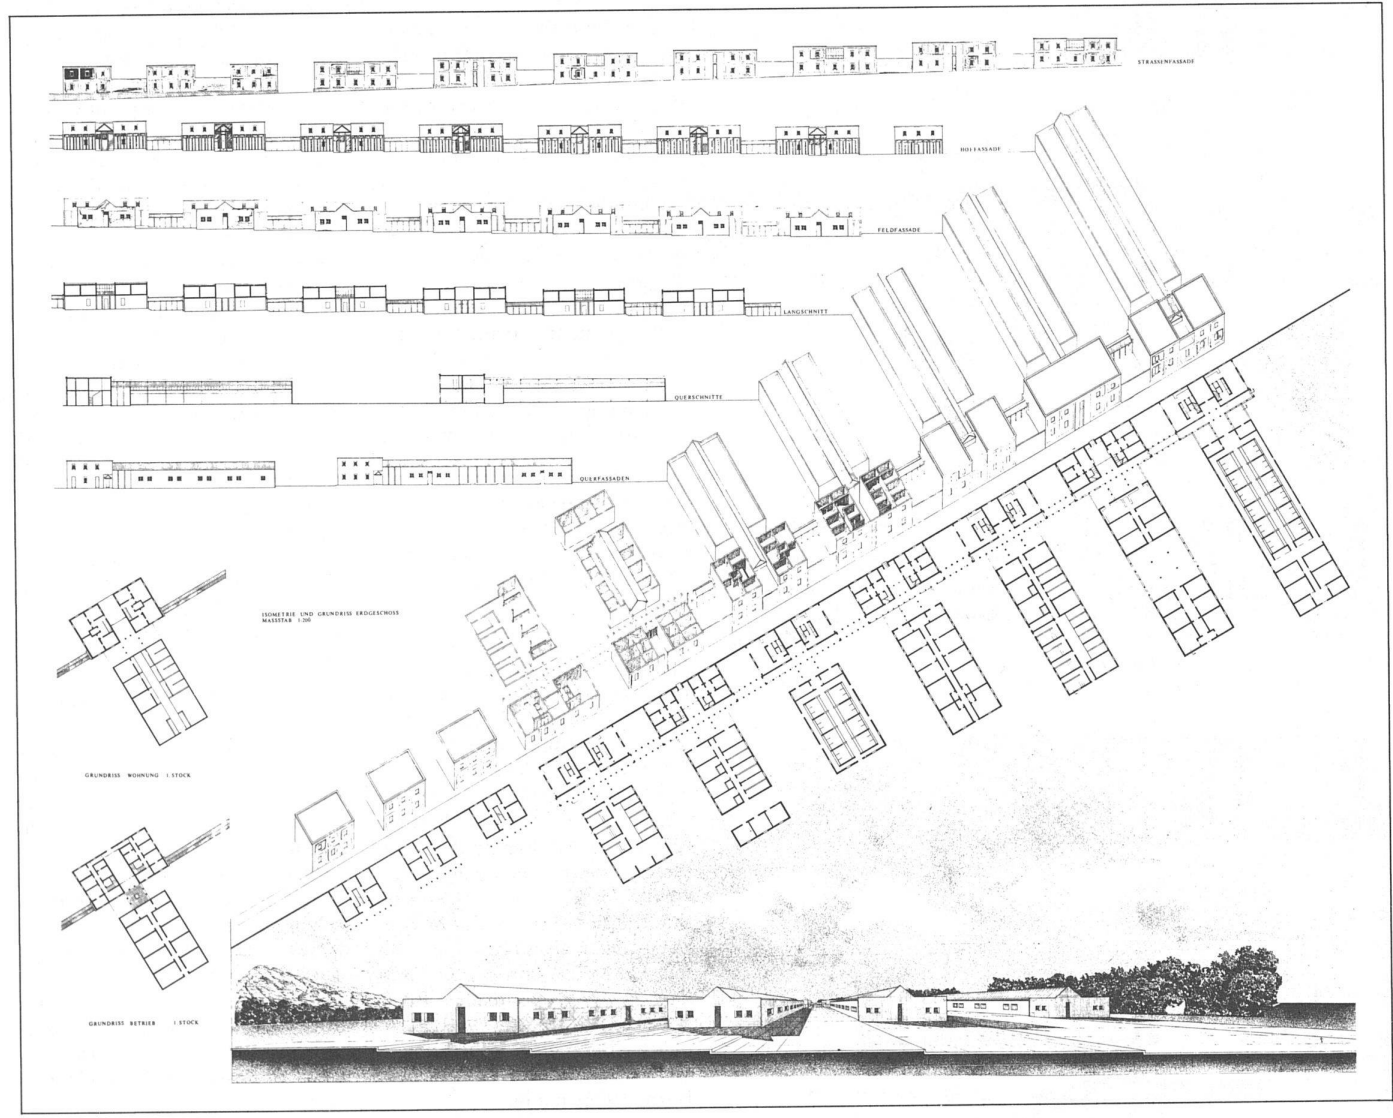 STRASSENFASSADE
HOFFASSADE
FELDFASSADE
LANGSCHNITT
QUERSCHNITTE
QUERFASSADEN
ISOMETRIE UND GRUNDRISS ERDGESCHOSS
MASSSTAB 1:200
GRUNDRISS WOHNUNG 1.STOCK
GRUNDRISS BETRIEB 1.STOCK